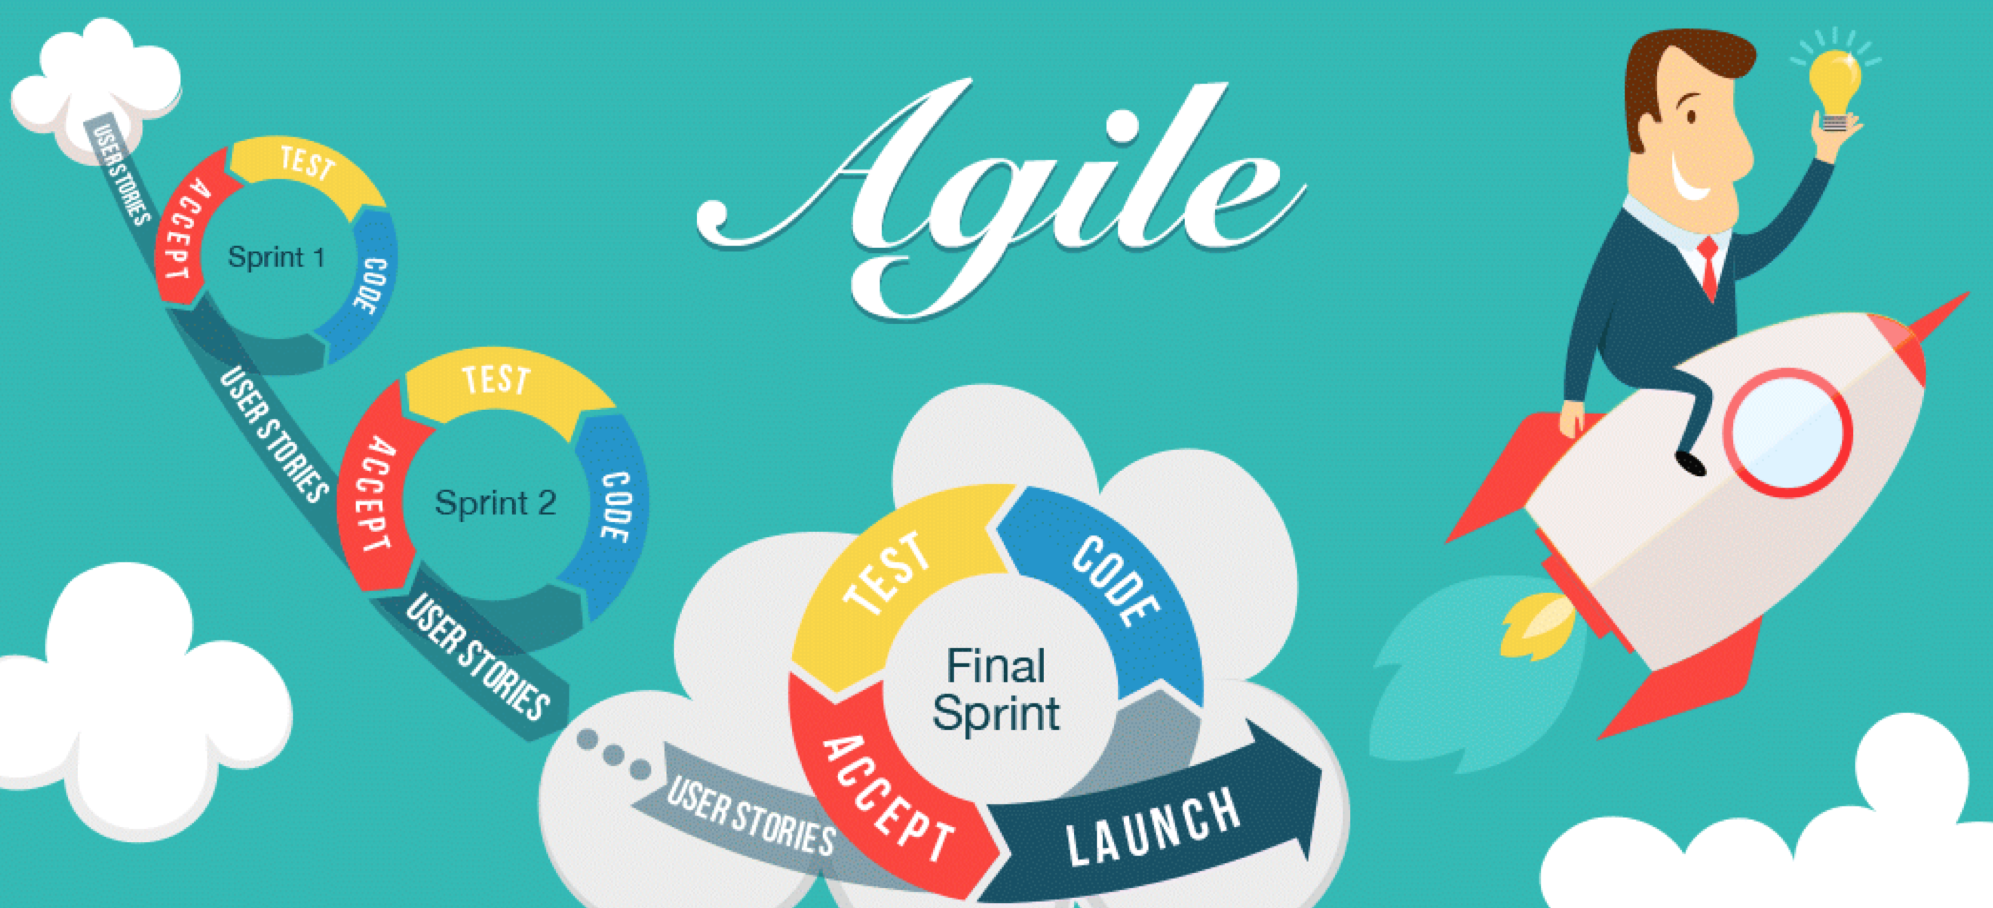 Agile
USER STORIES
TEST
ACCEPT
CODE
Sprint 1
USER STORIES
TEST
ACCEPT
CODE
Sprint 2
USER STORIES
TEST
CODE
Final
Sprint
ACCEPT
USER STORIES
LAUNCH